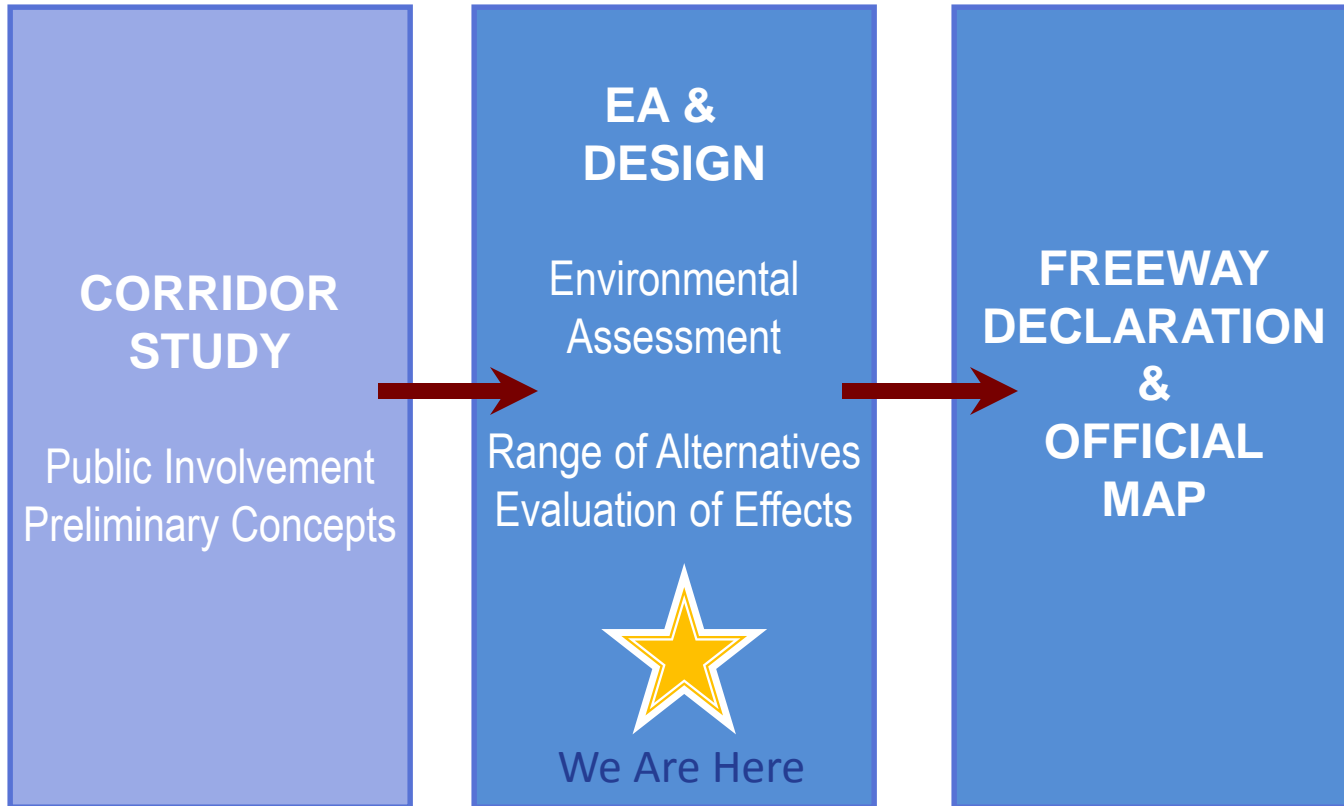 CORRIDOR
STUDY
Public Involvement
Preliminary Concepts
EA &
DESIGN
Environmental
Assessment
Range of Alternatives
Evaluation of Effects
We Are Here
FREEWAY
DECLARATION
&
OFFICIAL
MAP